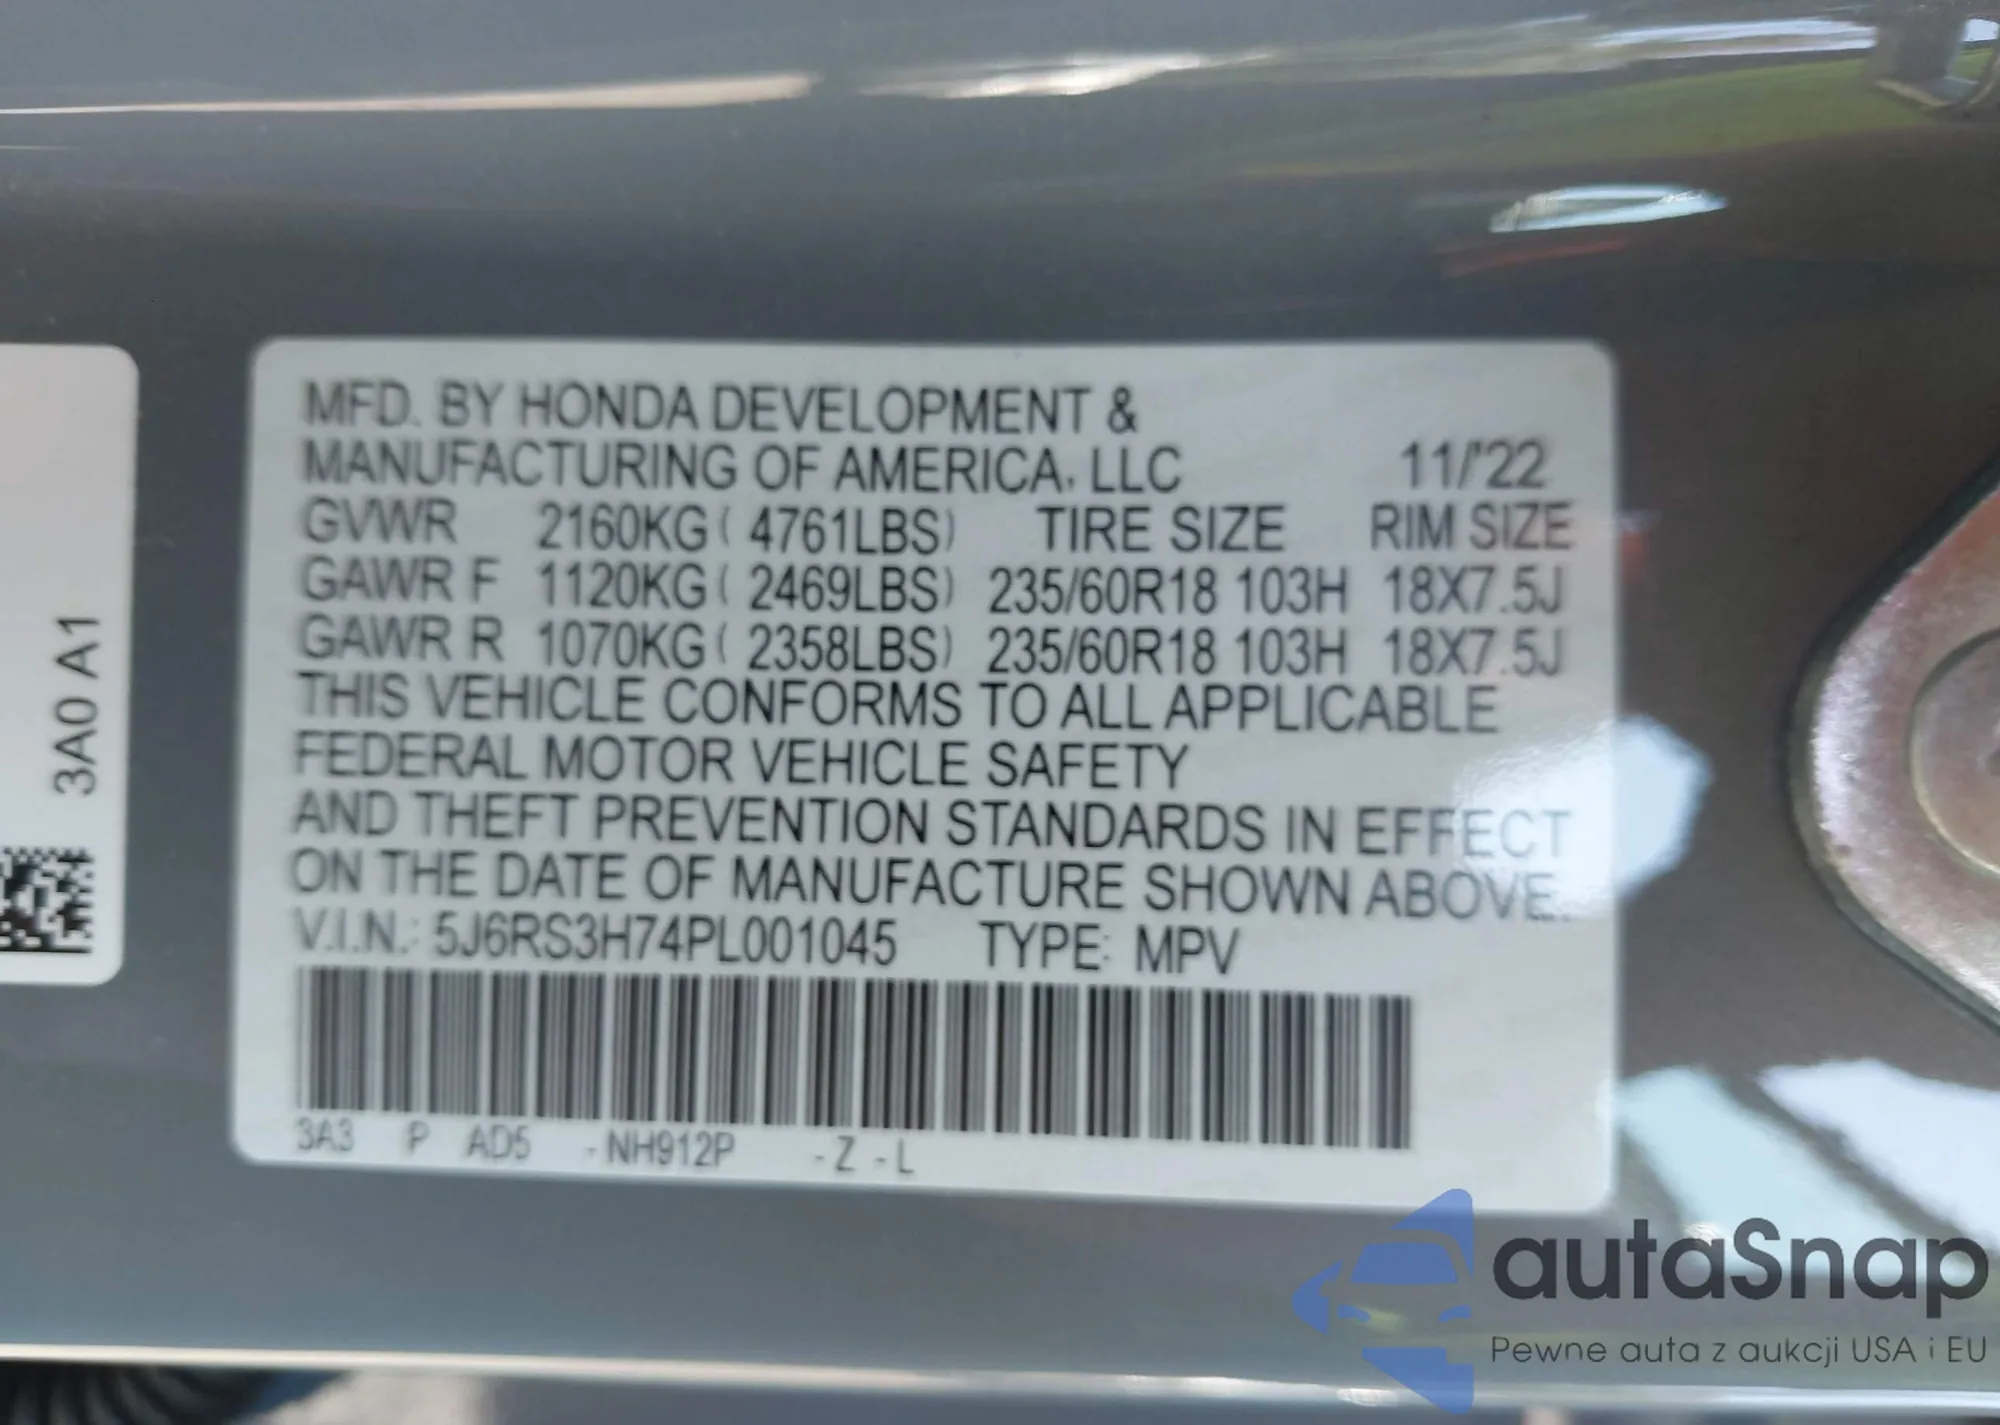 MFD. BY HONDA DEVELOPMENT &
MANUFACTURING OF AMERICA, LLC 11/'22
GVWR 2160KG ( 4761LBS) TIRE SIZE RIM SIZE
GAWR F 1120KG ( 2469LBS) 235/60R18 103H 18X7.5J
GAWR R 1070KG ( 2358LBS) 235/60R18 103H 18X7.5J
THIS VEHICLE CONFORMS TO ALL APPLICABLE
FEDERAL MOTOR VEHICLE SAFETY
AND THEFT PREVENTION STANDARDS IN EFFECT
ON THE DATE OF MANUFACTURE SHOWN ABOVE.
V.I.N.: 5J6RS3H74PL001045 TYPE: MPV
3A3 P AD5 -NH912P -Z -L
3A0 A1
autaSnap
Pewne auta z aukcji USA i EU